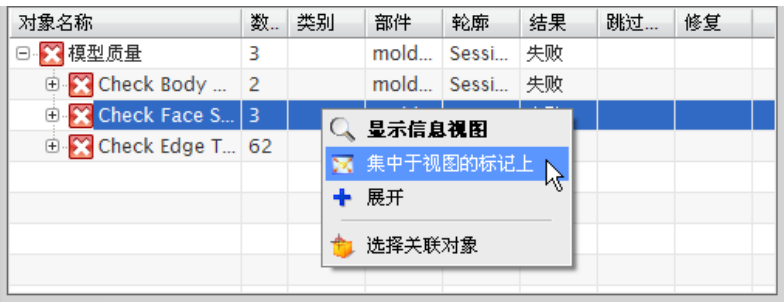 对象名称 数.. 类别 部件 轮廓 结果 跳过... 修复
模型质量 3 mold... Sessi... 失败
Check Body ... 2 mold... Sessi... 失败
Check Face S... 3
Check Edge T... 62
显示信息视图
集中于视图的标记上
展开
选择关联对象